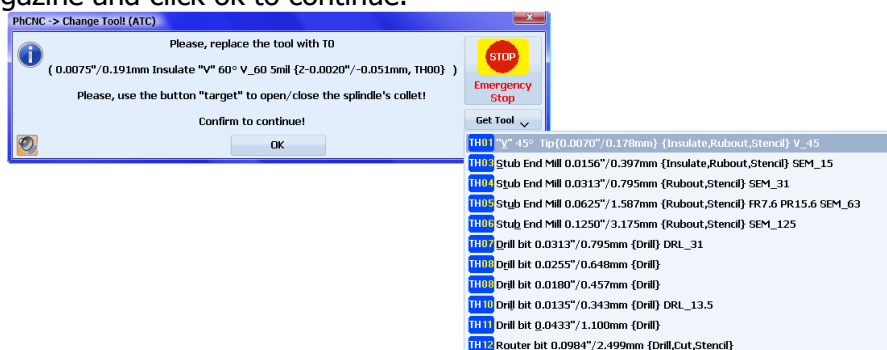 gazine and click ok to continue.
PhCNC -> Change Tool! (ATC)
Please, replace the tool with T0
( 0.0075"/0.191mm Insulate "V" 60° V_60 5mil {Z-0.0020"/-0.051mm, TH00} )
Please, use the button "target" to open/close the splindle's collet!
Confirm to continue!
OK
STOP
Emergency
Stop
Get Tool
TH01 "V" 45° Tip{0.0070"/0.178mm} {Insulate,Rubout,Stencil} V_45
TH03 Stub End Mill 0.0156"/0.397mm {Insulate,Rubout,Stencil} SEM_15
TH04 Stub End Mill 0.0313"/0.795mm {Rubout,Stencil} SEM_31
TH05 Stub End Mill 0.0625"/1.587mm {Rubout,Stencil} FR7.6 PR15.6 SEM_63
TH06 Stub End Mill 0.1250"/3.175mm {Rubout,Stencil} SEM_125
TH07 Drill bit 0.0313"/0.795mm {Drill} DRL_31
TH08 Drill bit 0.0255"/0.648mm {Drill}
TH09 Drill bit 0.0180"/0.457mm {Drill}
TH10 Drill bit 0.0135"/0.343mm {Drill} DRL_13.5
TH11 Drill bit 0.0433"/1.100mm {Drill}
TH12 Router bit 0.0984"/2.499mm {Drill,Cut,Stencil}